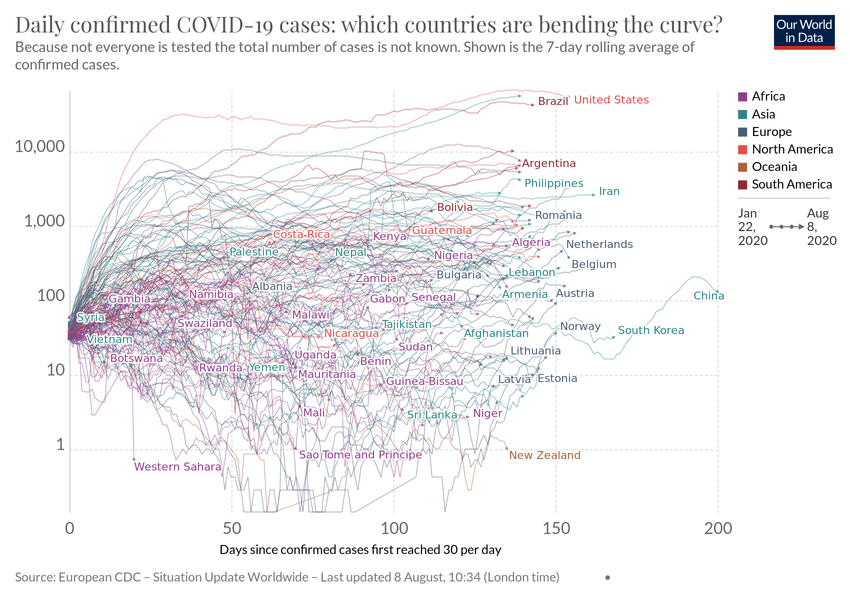 Daily confirmed COVID-19 cases: which countries are bending the curve?
Because not everyone is tested the total number of cases is not known. Shown is the 7-day rolling average of
confirmed cases.
Our World
in Data
Africa
Asia
Europe
North America
Oceania
South America
Jan
22,
2020
Aug
8,
2020
10,000
1,000
100
10
1
Brazil
United States
Argentina
Philippines
Iran
Bolivia
Romania
Costa Rica
Kenya
Guatemala
Algeria
Netherlands
Palestine
Nepal
Nigeria
Belgium
Bulgaria
Lebanon
Zambia
Albania
Namibia
Gambia
Gabon
Senegal
Armenia
Austria
China
Syria
Malawi
Swaziland
Tajikistan
Nicaragua
Afghanistan
Norway
South Korea
Vietnam
Sudan
Lithuania
Botswana
Uganda
Benin
Rwanda
Yemen
Mauritania
Guinea-Bissau
Latvia
Estonia
Mali
Sri Lanka
Niger
Sao Tome and Principe
New Zealand
Western Sahara
0
50
100
150
200
Days since confirmed cases first reached 30 per day
Source: European CDC – Situation Update Worldwide – Last updated 8 August, 10:34 (London time)